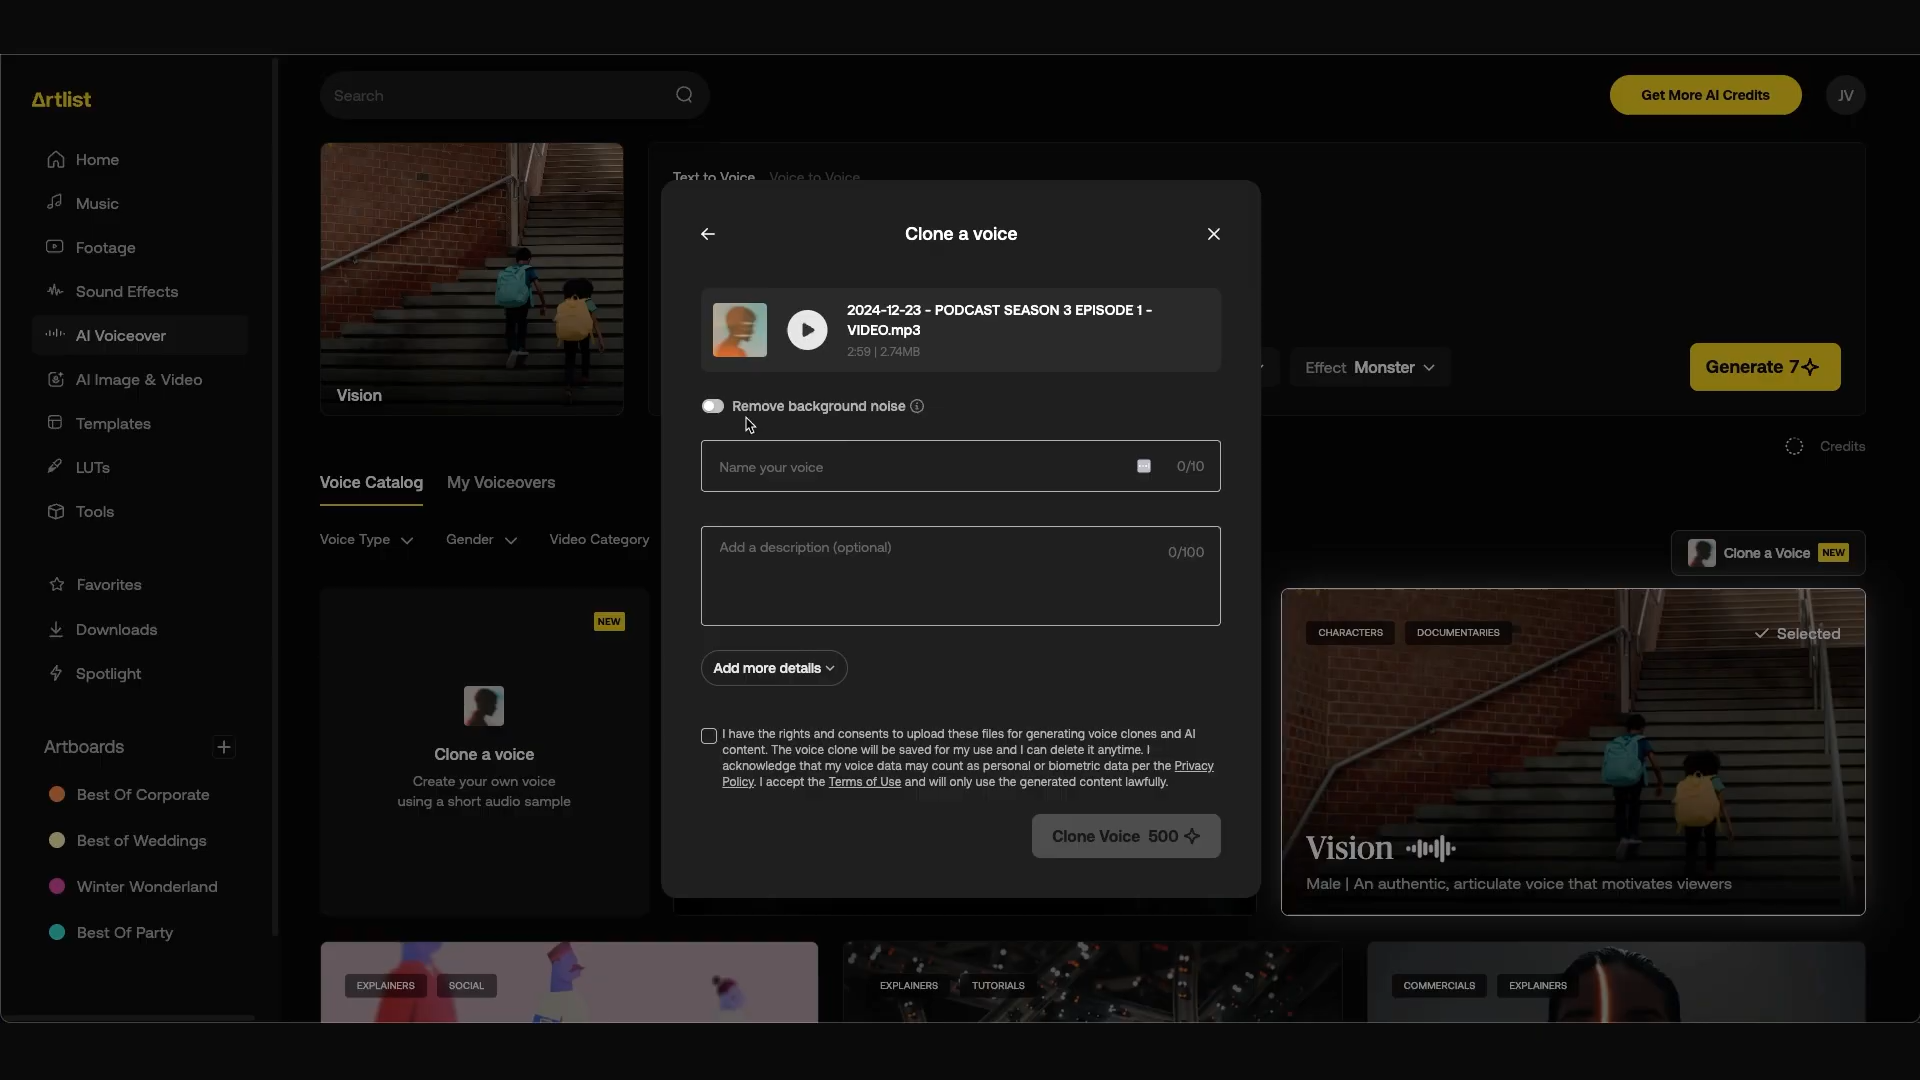 Artlist
Search
Get More AI Credits
JV
Home
Music
Footage
Sound Effects
AI Voiceover
AI Image & Video
Templates
LUTs
Tools
Favorites
Downloads
Spotlight
Artboards
Best Of Corporate
Best of Weddings
Winter Wonderland
Best Of Party
Vision
Text to Voice Voice to Voice
Effect Monster
Generate 7
Credits
Voice Catalog My Voiceovers
Voice Type Gender Video Category
Clone a Voice NEW
NEW
Clone a voice
Create your own voice
using a short audio sample
Clone a voice
2024-12-23 - PODCAST SEASON 3 EPISODE 1 -
VIDEO.mp3
2:59 | 2.74MB
Remove background noise
Name your voice 0/10
Add a description (optional) 0/100
Add more details
I have the rights and consents to upload these files for generating voice clones and AI
content. The voice clone will be saved for my use and I can delete it anytime. I
acknowledge that my voice data may count as personal or biometric data per the Privacy
Policy. I accept the Terms of Use and will only use the generated content lawfully.
Clone Voice 500
CHARACTERS DOCUMENTARIES Selected
Vision
Male | An authentic, articulate voice that motivates viewers
EXPLAINERS SOCIAL
EXPLAINERS TUTORIALS
COMMERCIALS EXPLAINERS